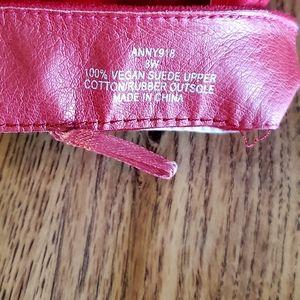 ANNY918
8W
100% VEGAN SUEDE UPPER
COTTON/RUBBER OUTSOLE
MADE IN CHINA